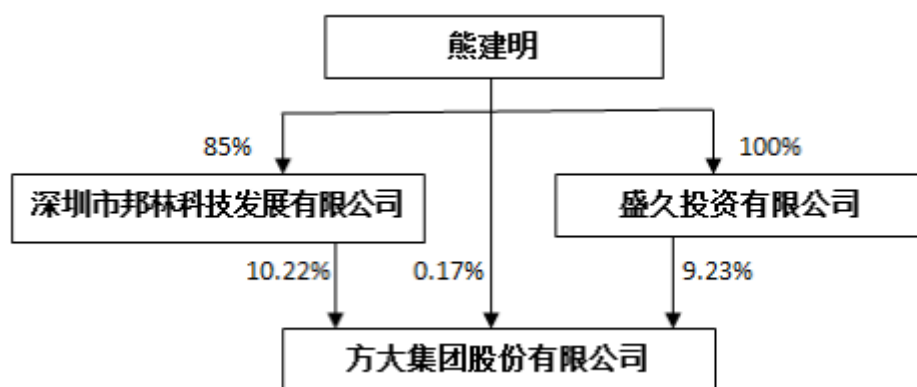 熊建明
85%
100%
深圳市邦林科技发展有限公司
盛久投资有限公司
10.22%
0.17%
9.23%
方大集团股份有限公司